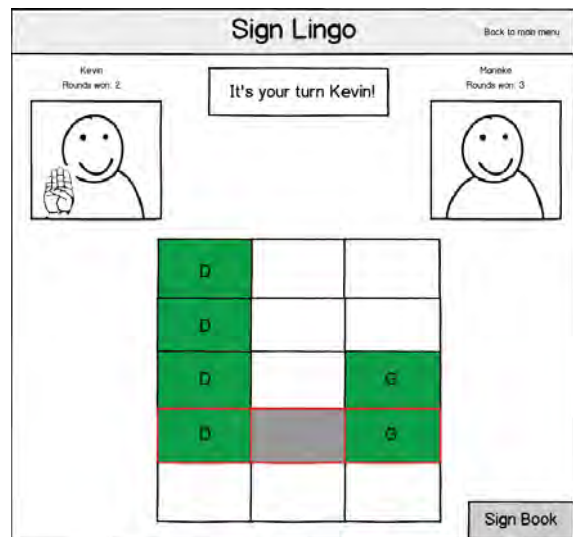 Sign Lingo
Back to main menu
Kevin
Rounds won: 2
It's your turn Kevin!
Marieke
Rounds won: 3
D
D
D G
D G
Sign Book